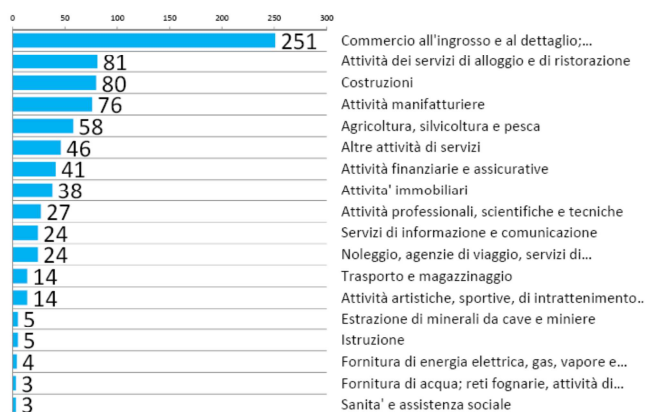 0 50 100 150 200 250 300
251 Commercio all'ingrosso e al dettaglio;...
81 Attività dei servizi di alloggio e di ristorazione
80 Costruzioni
76 Attività manifatturiere
58 Agricoltura, silvicoltura e pesca
46 Altre attività di servizi
41 Attività finanziarie e assicurative
38 Attivita' immobiliari
27 Attività professionali, scientifiche e tecniche
24 Servizi di informazione e comunicazione
24 Noleggio, agenzie di viaggio, servizi di...
14 Trasporto e magazzinaggio
14 Attività artistiche, sportive, di intrattenimento..
5 Estrazione di minerali da cave e miniere
5 Istruzione
4 Fornitura di energia elettrica, gas, vapore e...
3 Fornitura di acqua; reti fognarie, attività di...
3 Sanita' e assistenza sociale